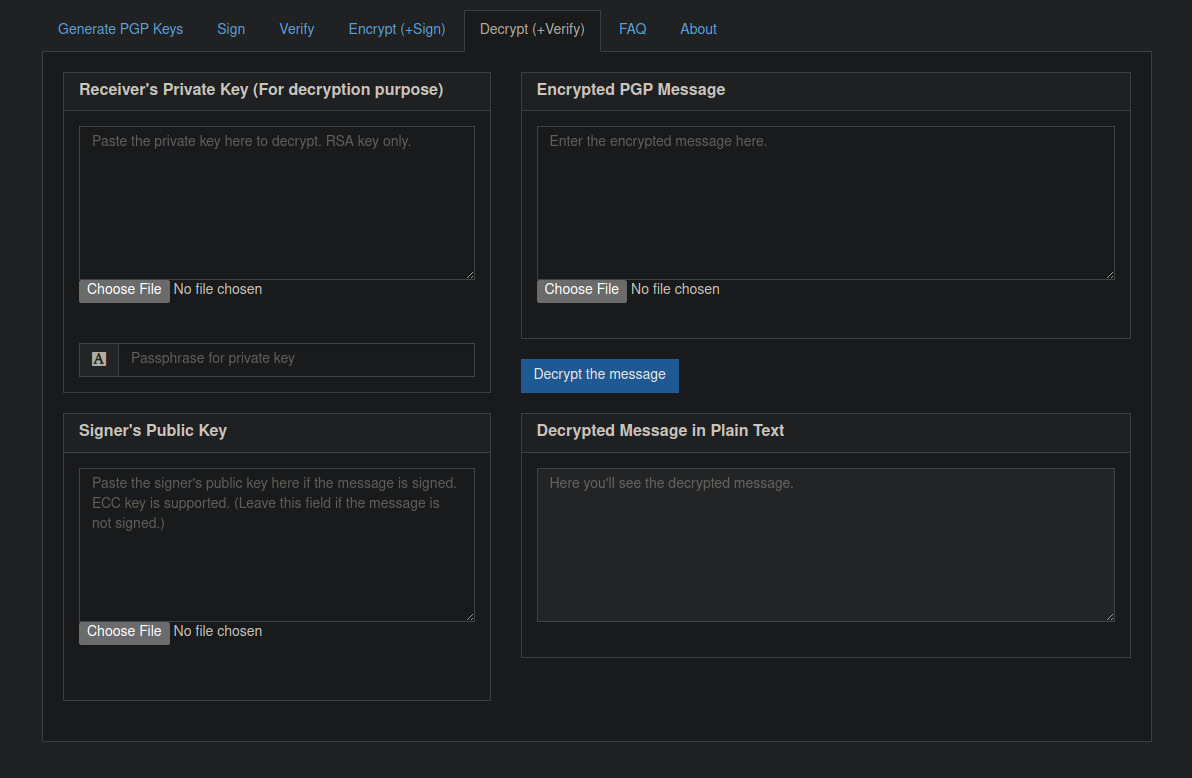 Generate PGP Keys Sign Verify Encrypt (+Sign) Decrypt (+Verify) FAQ About
Receiver's Private Key (For decryption purpose)
Paste the private key here to decrypt. RSA key only.
Choose File No file chosen
A Passphrase for private key
Encrypted PGP Message
Enter the encrypted message here.
Choose File No file chosen
Decrypt the message
Signer's Public Key
Paste the signer's public key here if the message is signed.
ECC key is supported. (Leave this field if the message is
not signed.)
Choose File No file chosen
Decrypted Message in Plain Text
Here you'll see the decrypted message.